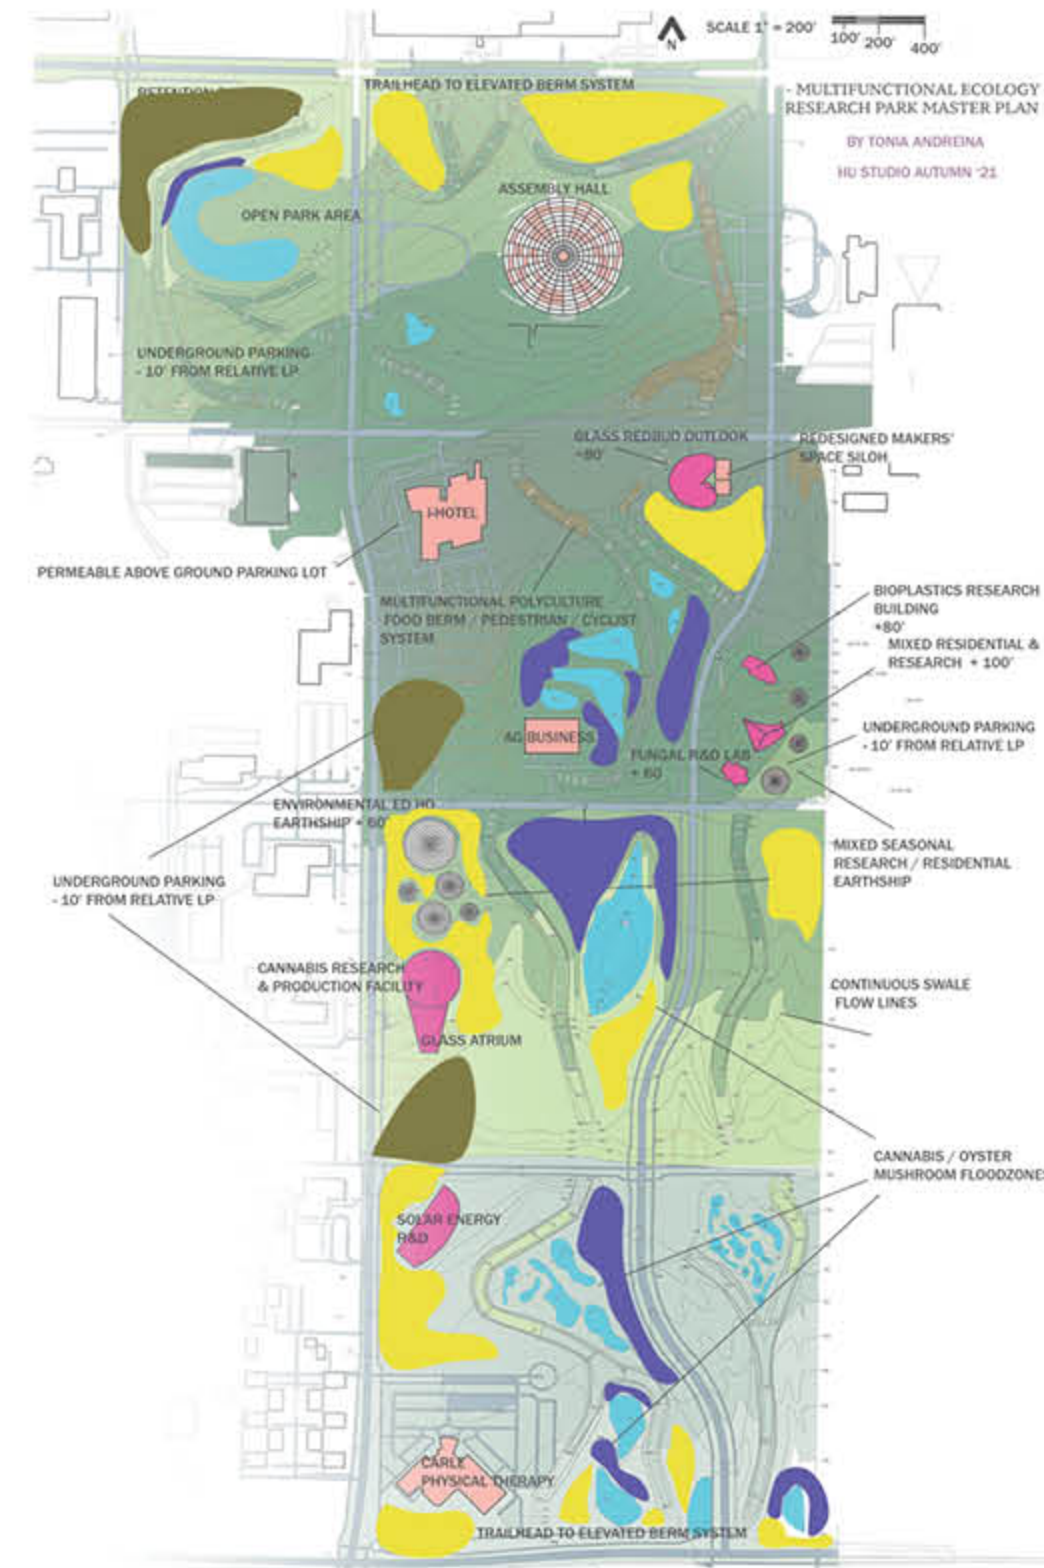 SCALE 1" = 200'
100' 200' 400'
N
- MULTIFUNCTIONAL ECOLOGY
RESEARCH PARK MASTER PLAN
BY TONIA ANDREINA
HU STUDIO AUTUMN '21
TRAILHEAD TO ELEVATED BERM SYSTEM
ASSEMBLY HALL
OPEN PARK AREA
UNDERGROUND PARKING
- 10' FROM RELATIVE LP
GLASS REDBUD OUTLOOK
+80'
REDESIGNED MAKERS'
SPACE SILOH
I-HOTEL
PERMEABLE ABOVE GROUND PARKING LOT
MULTIFUNCTIONAL POLYCULTURE
FOOD BERM / PEDESTRIAN / CYCLIST
SYSTEM
BIOPLASTICS RESEARCH
BUILDING
+80'
MIXED RESIDENTIAL &
RESEARCH + 100'
UNDERGROUND PARKING
- 10' FROM RELATIVE LP
AG BUSINESS
FUNGAL R&D LAB
+ 60
ENVIRONMENTAL ED HQ
EARTHSHIP + 60'
MIXED SEASONAL
RESEARCH / RESIDENTIAL
EARTHSHIP
UNDERGROUND PARKING
- 10' FROM RELATIVE LP
CANNABIS RESEARCH
& PRODUCTION FACILITY
CONTINUOUS SWALE
FLOW LINES
GLASS ATRIUM
CANNABIS / OYSTER
MUSHROOM FLOODZONES
SOLAR ENERGY
R&D
CARLE
PHYSICAL THERAPY
TRAILHEAD TO ELEVATED BERM SYSTEM